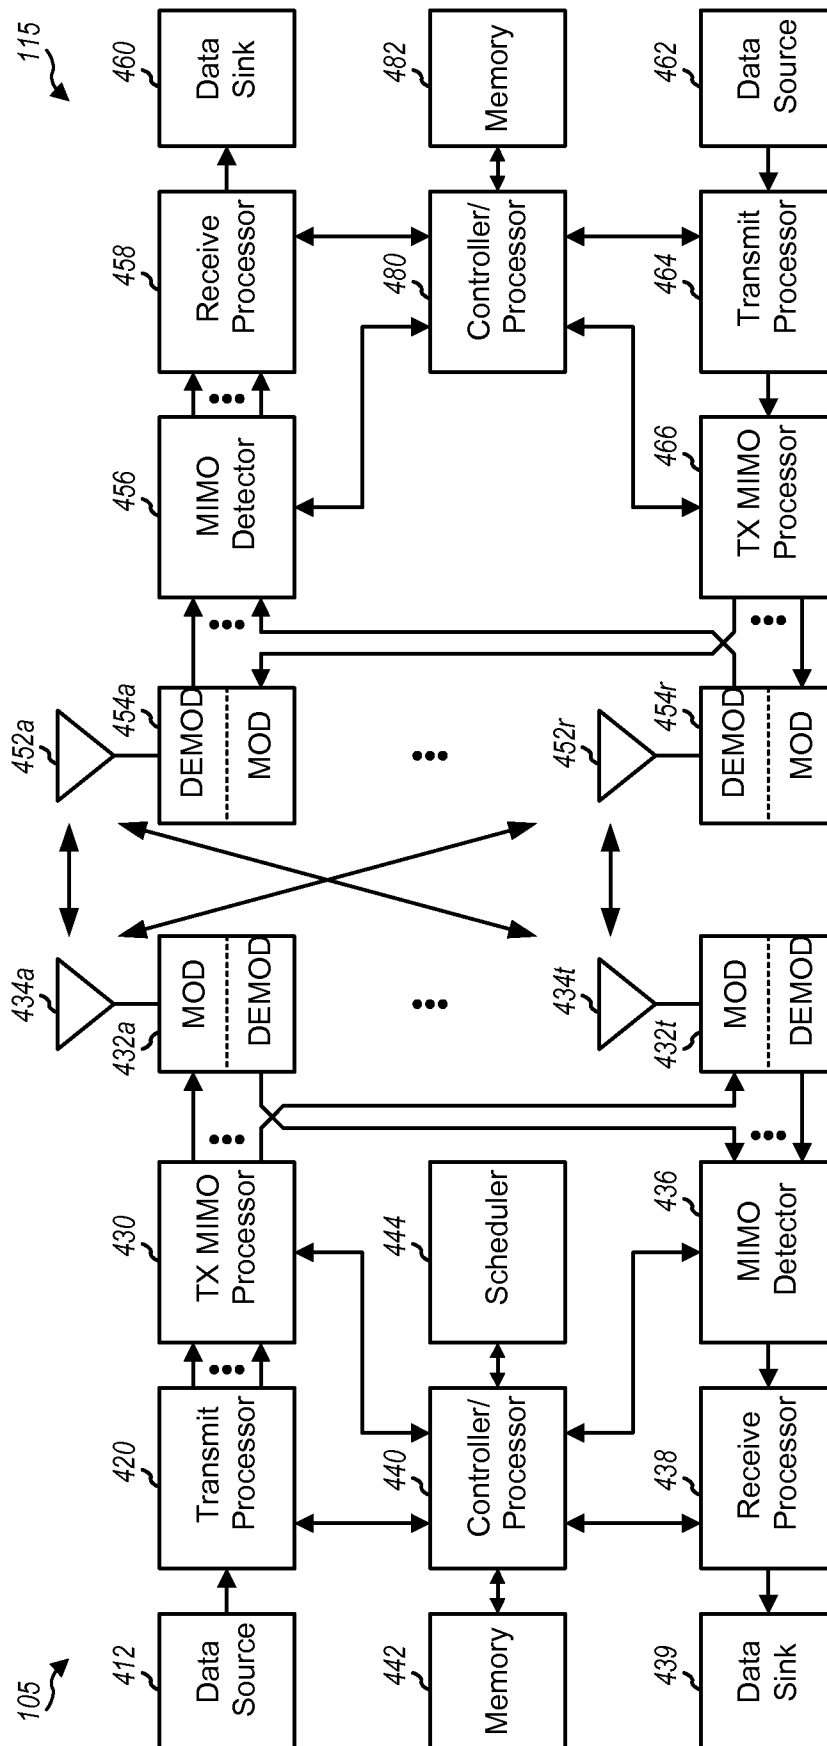 105
115
434a
452a
412
420
430
432a
454a
456
458
460
Data
Source
Transmit
Processor
TX MIMO
Processor
•••
•••
MOD
DEMOD
DEMOD
MOD
•••
MIMO
Detector
•••
Receive
Processor
Data
Sink
442
440
444
480
482
Memory
Controller/
Processor
Scheduler
•••
•••
Controller/
Processor
Memory
434t
452r
439
438
436
432t
454r
466
464
462
Data
Sink
Receive
Processor
MIMO
Detector
•••
MOD
DEMOD
DEMOD
MOD
•••
TX MIMO
Processor
Transmit
Processor
Data
Source